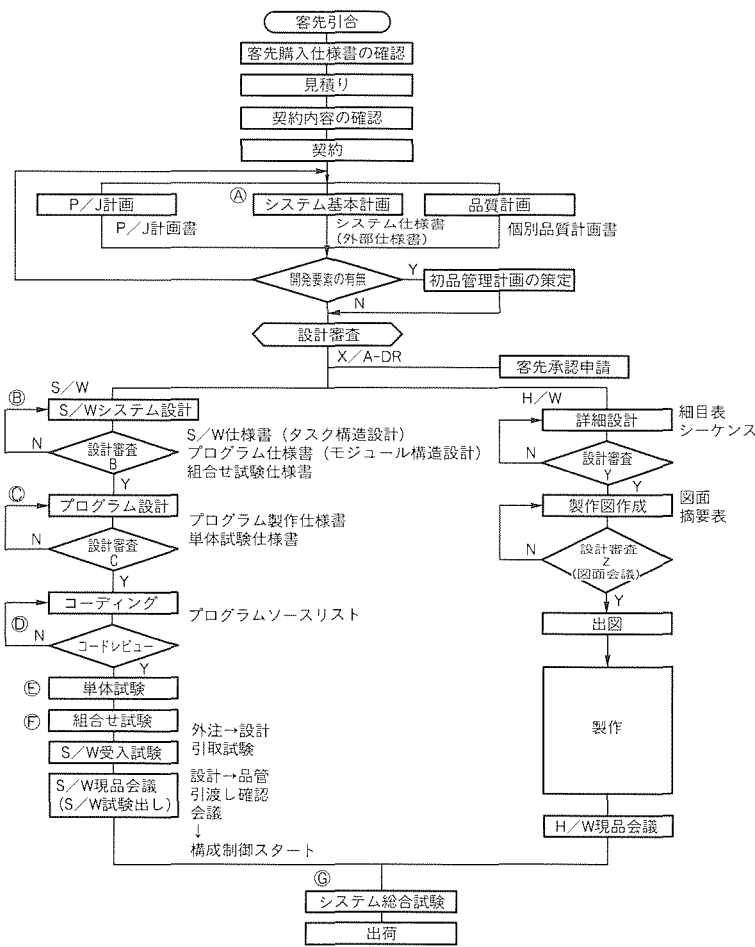 客先引合
客先購入仕様書の確認
見積り
契約内容の確認
契約
Ⓐ
P/J計画
システム基本計画
品質計画
P/J計画書
システム仕様書
(外部仕様書)
個別品質計画書
開発要素の有無
Y
初品管理計画の策定
N
設計審査
X/A-DR
客先承認申請
S/W
Ⓑ
S/Wシステム設計
N
設計審査
B
Y
S/W仕様書(タスク構造設計)
プログラム仕様書(モジュール構造設計)
組合せ試験仕様書
Ⓒ
プログラム設計
N
設計審査
C
Y
プログラム製作仕様書
単体試験仕様書
コーディング
プログラムソースリスト
Ⓓ
N
コードレビュー
Y
Ⓔ
単体試験
Ⓕ
組合せ試験
S/W受入試験
外注→設計
引取試験
S/W現品会議
(S/W試験出し)
設計→品管
引渡し確認
会議
↓
構成制御スタート
H/W
詳細設計
細目表
シーケンス
N
設計審査
Y
Y
製作図作成
図面
摘要表
N
設計審査
Z
(図面会議)
Y
出図
製作
H/W現品会議
Ⓖ
システム総合試験
出荷